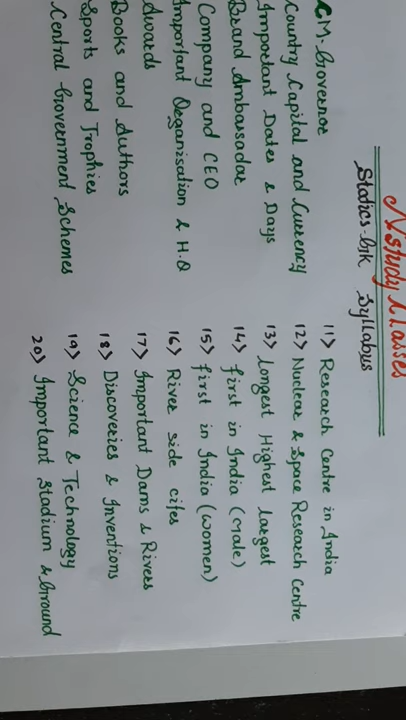 Nstudy Classes
Statics-GK Syllabus
CM-Governor
Country Capital and Currency
Important Dates & Days
Brand Ambassador
Company and CEO
Important Organisation & H.Q
Awards
Books and Authors
Sports and Trophies
Central Government Schemes
11) Research Centre in India
12) Nuclear & Space Research Centre
13) Longest Highest Largest
14) first in India (Male)
15) first in India (Women)
16) River side cites
17) Important Dams & Rivers
18) Discoveries & Inventions
19) Sciene & Technology
20) Important Stadium & Ground